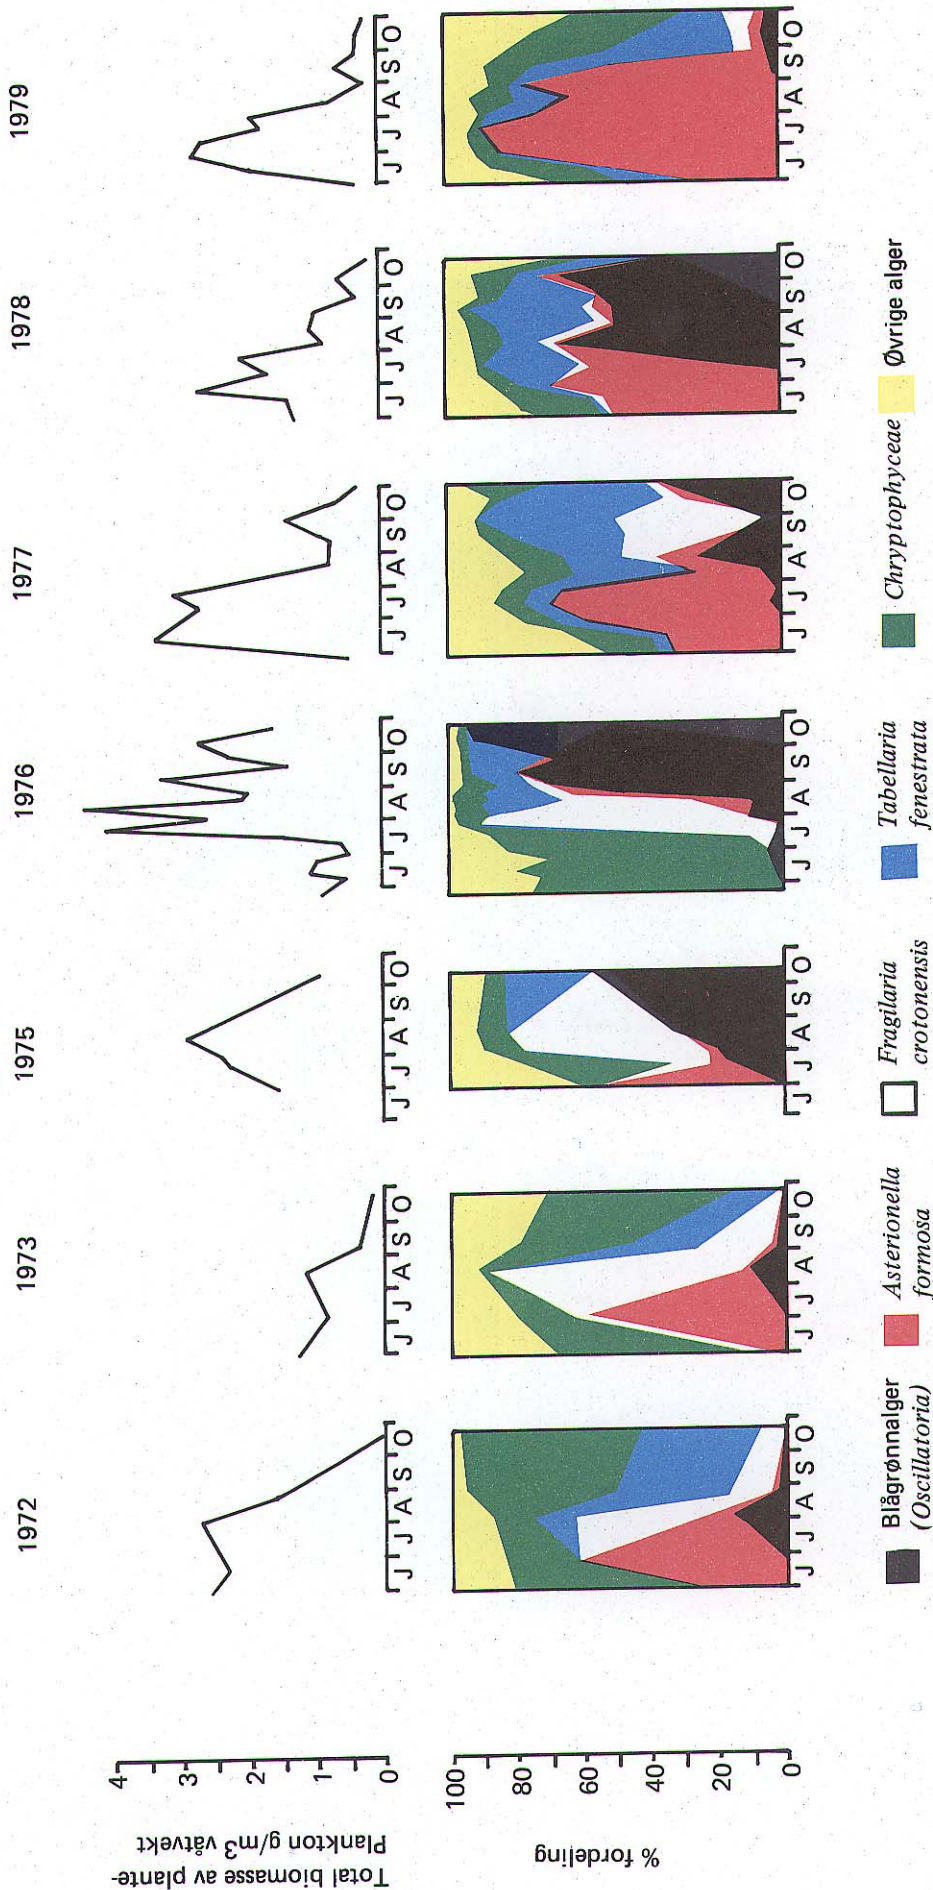 1972
1973
1975
1976
1977
1978
1979
Total biomasse av plante-
Plankton g/m3 våtvekt
4
3
2
1
0
J J A S O
J J A S O
J J A S O
J J A S O
J J A S O
J J A S O
J J A S O
% fordeling
100
80
60
40
20
0
J J A S O
J J A S O
J J A S O
J J A S O
J J A S O
J J A S O
J J A S O
Blågrønnalger
(Oscillatoria)
Asterionella
formosa
Fragilaria
crotonensis
Tabellaria
fenestrata
Chryptophyceae
Øvrige alger